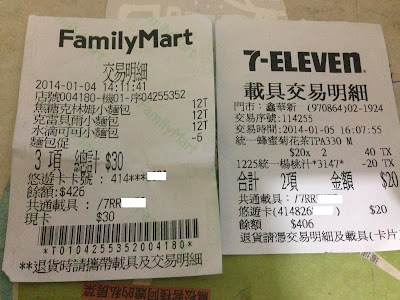 FamilyMart
交易明細
2014-01-04 14:11:41
店號004180-機01-序04255352
焦糖克林姆小麵包 12T
克雷貝爾小麵包 12T
水滴可可小麵包 12T
麵包促 -6
3 項 總計 $30
悠遊卡卡號: 414***
餘額:$426
共通載具: /7RR
現卡 $30
*T0104255352004180*
**退貨時請攜帶載具及交易明細
7-ELEVEN
載具交易明細
門市:鑫華新 (970864)02-1924
交易序號:114255
交易時間:2014-01-05 16:07:55
統一蜂蜜菊花茶TPA330 M
$20x 2 40 TX
1225統一楊桃汁*3147* -20 TX
合計 2項 金額 $20
共通載具:/7RR
悠遊卡(414826 ) $20
餘額 $406
退貨請憑交易明細及載具(卡片